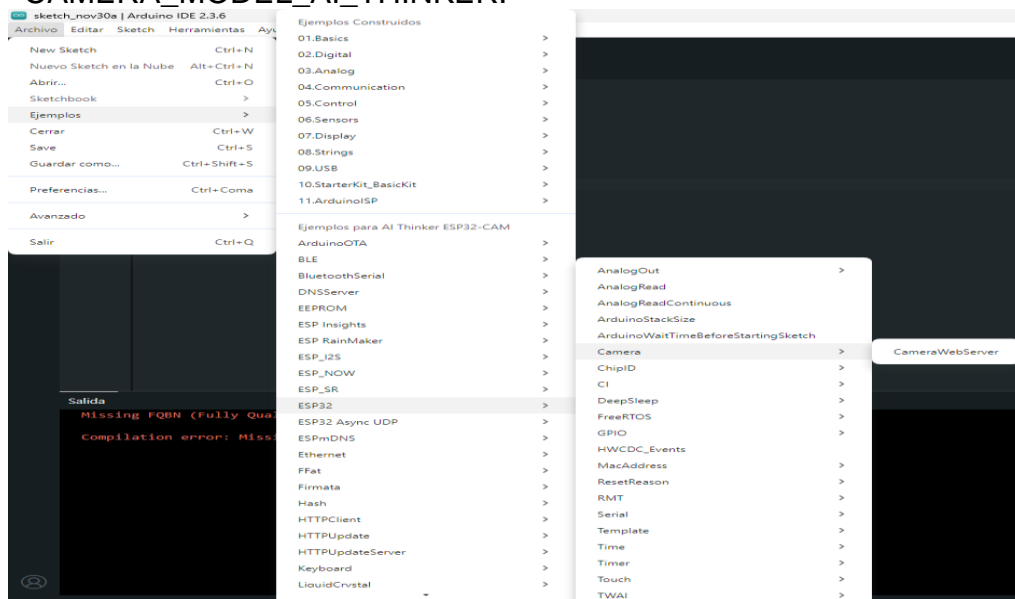 CAMERA_MODEL_AI_THINKER.
sketch_nov30a | Arduino IDE 2.3.6
Archivo Editar Sketch Herramientas Ayu
New Sketch Ctrl+N
Nuevo Sketch en la Nube Alt+Ctrl+N
Abrir... Ctrl+O
Sketchbook >
Ejemplos >
Cerrar Ctrl+W
Save Ctrl+S
Guardar como... Ctrl+Shift+S
Preferencias... Ctrl+Coma
Avanzado >
Salir Ctrl+Q
Ejemplos Construidos
01.Basics >
02.Digital >
03.Analog >
04.Communication >
05.Control >
06.Sensors >
07.Display >
08.Strings >
09.USB >
10.StarterKit_BasicKit >
11.ArduinoISP >
Ejemplos para AI Thinker ESP32-CAM
ArduinoOTA >
BLE >
BluetoothSerial >
DNSServer >
EEPROM >
ESP Insights >
ESP RainMaker >
ESP_I2S >
ESP_NOW >
ESP_SR >
ESP32 >
ESP32 Async UDP >
ESPmDNS >
Ethernet >
FFat >
Firmata >
Hash >
HTTPClient >
HTTPUpdate >
HTTPUpdateServer >
Keyboard >
LiquidCrystal >
AnalogOut >
AnalogRead
AnalogReadContinuous
ArduinoStackSize
ArduinoWaitTimeBeforeStartingSketch
Camera >
ChipID >
CI >
DeepSleep >
FreeRTOS >
GPIO >
HWCDC_Events
MacAddress >
ResetReason >
RMT >
Serial >
Template >
Time >
Timer >
Touch >
TWAI >
CameraWebServer
Salida
Missing FQBN (Fully Qua
Compilation error: Miss